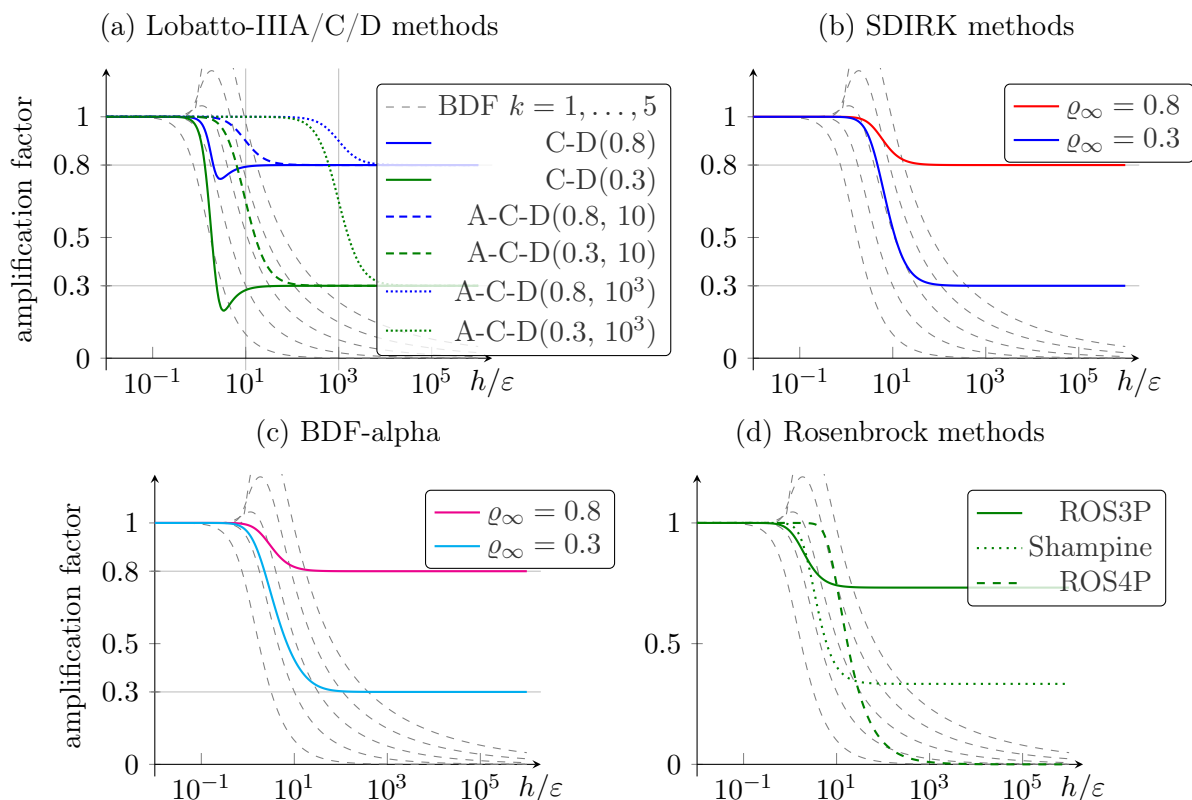 (a) Lobatto-IIIA/C/D methods
amplification factor
1
0.8
0.5
0.3
0
10⁻¹ 10¹ 10³ 10⁵ h/ε
BDF k = 1, . . . , 5
C-D(0.8)
C-D(0.3)
A-C-D(0.8, 10)
A-C-D(0.3, 10)
A-C-D(0.8, 10³)
A-C-D(0.3, 10³)
(b) SDIRK methods
1
0.8
0.5
0.3
0
10⁻¹ 10¹ 10³ 10⁵ h/ε
ϱ∞ = 0.8
ϱ∞ = 0.3
(c) BDF-alpha
amplification factor
1
0.8
0.5
0.3
0
10⁻¹ 10¹ 10³ 10⁵ h/ε
ϱ∞ = 0.8
ϱ∞ = 0.3
(d) Rosenbrock methods
1
0.5
0
10⁻¹ 10¹ 10³ 10⁵ h/ε
ROS3P
Shampine
ROS4P